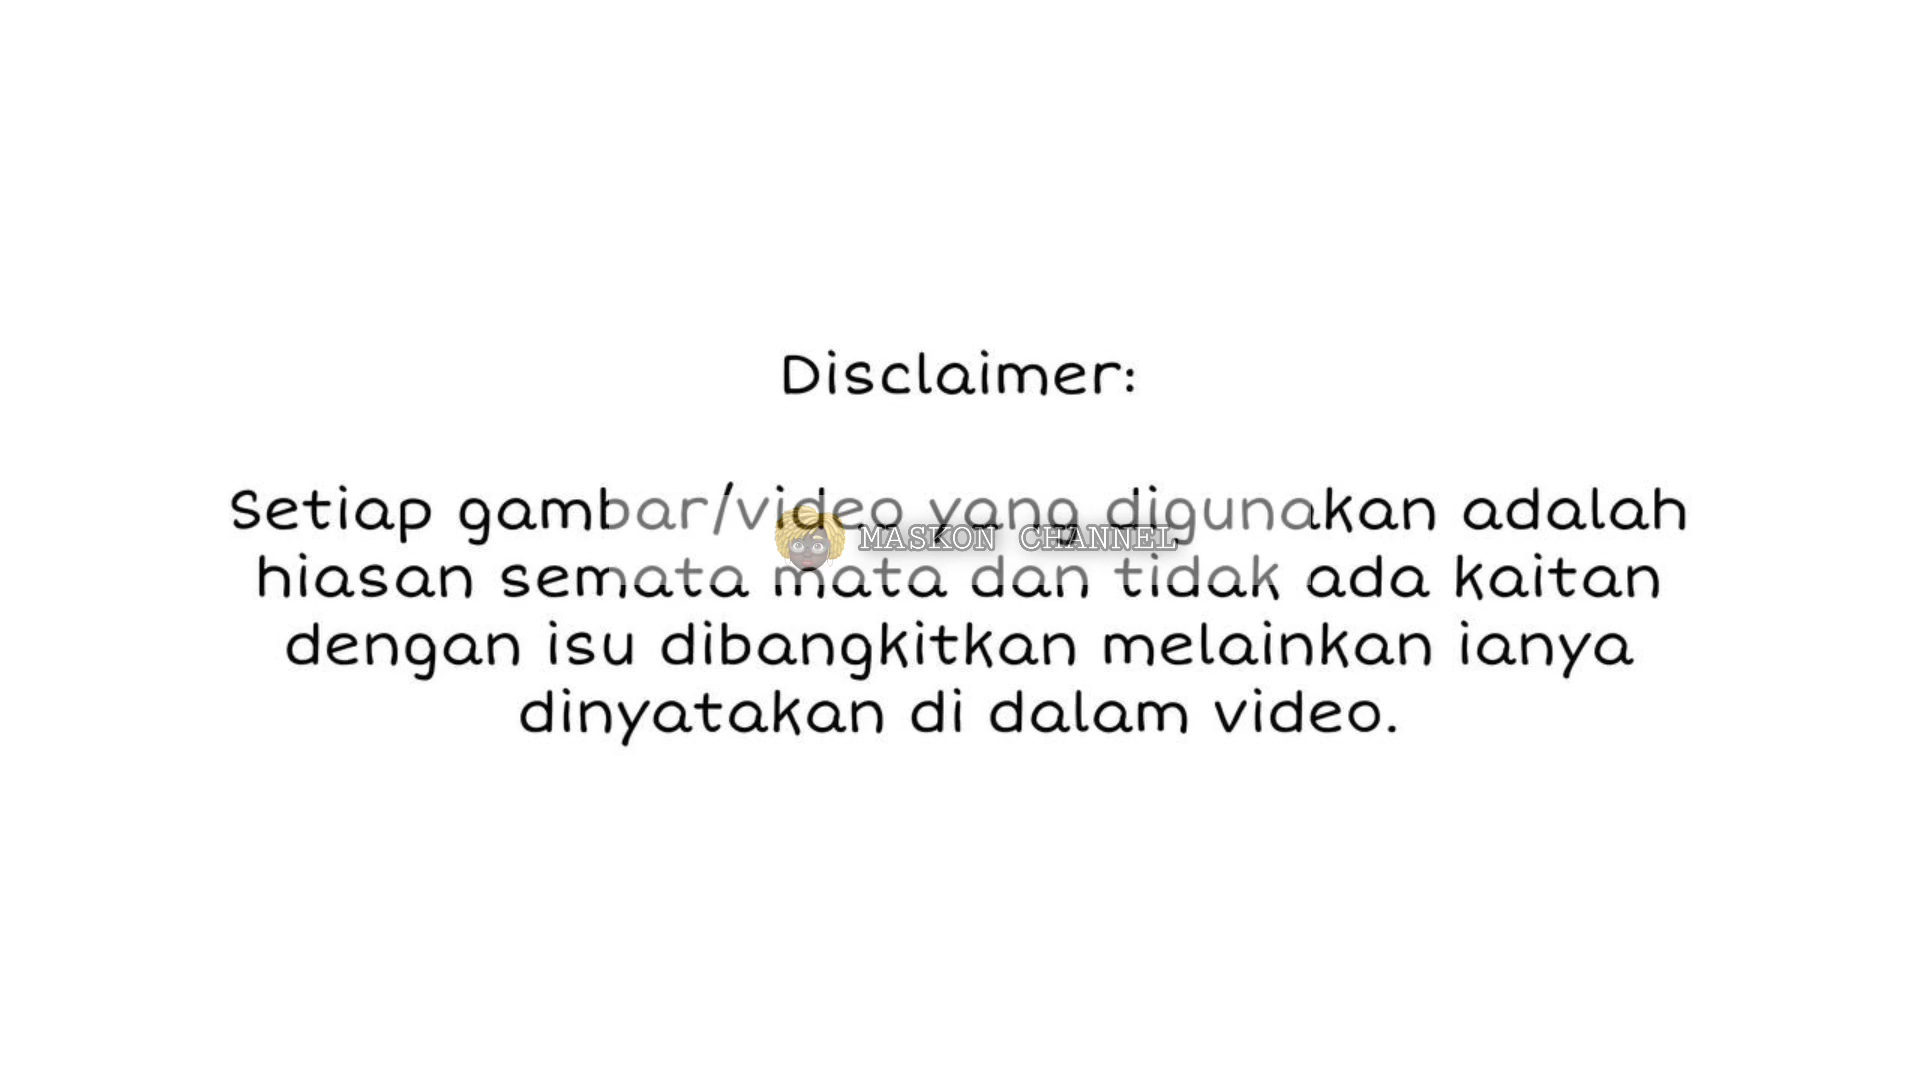 Disclaimer:
Setiap gambar/video yang digunakan adalah
MASKON CHANNEL
hiasan semata mata dan tidak ada kaitan
dengan isu dibangkitkan melainkan ianya
dinyatakan di dalam video.